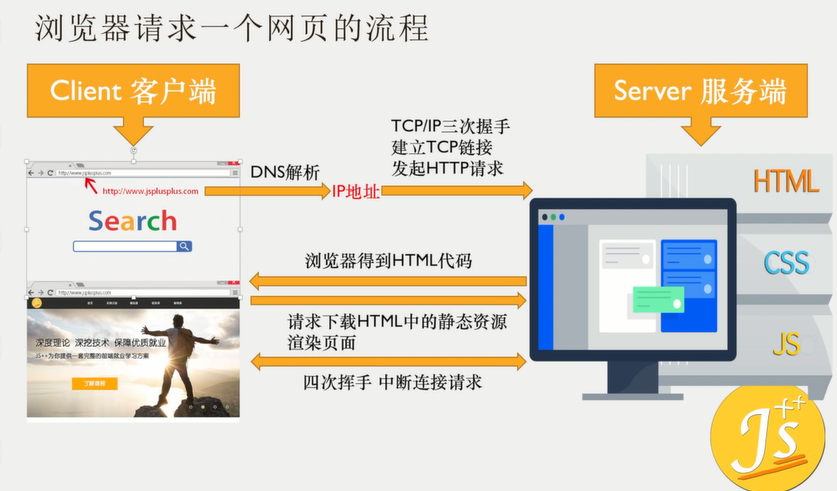 浏览器请求一个网页的流程
Client 客户端
Server 服务端
http://www.jsplusplus.com
http://www.jsplusplus.com
Search
DNS解析
IP地址
TCP/IP三次握手
建立TCP链接
发起HTTP请求
HTML
CSS
JS
浏览器得到HTML代码
http://www.jsplusplus.com
深度理论 深挖技术 保障优质就业
JS++为你提供一套完整的前端就业学习方案
了解课程
请求下载HTML中的静态资源
渲染页面
四次挥手 中断连接请求
Js++